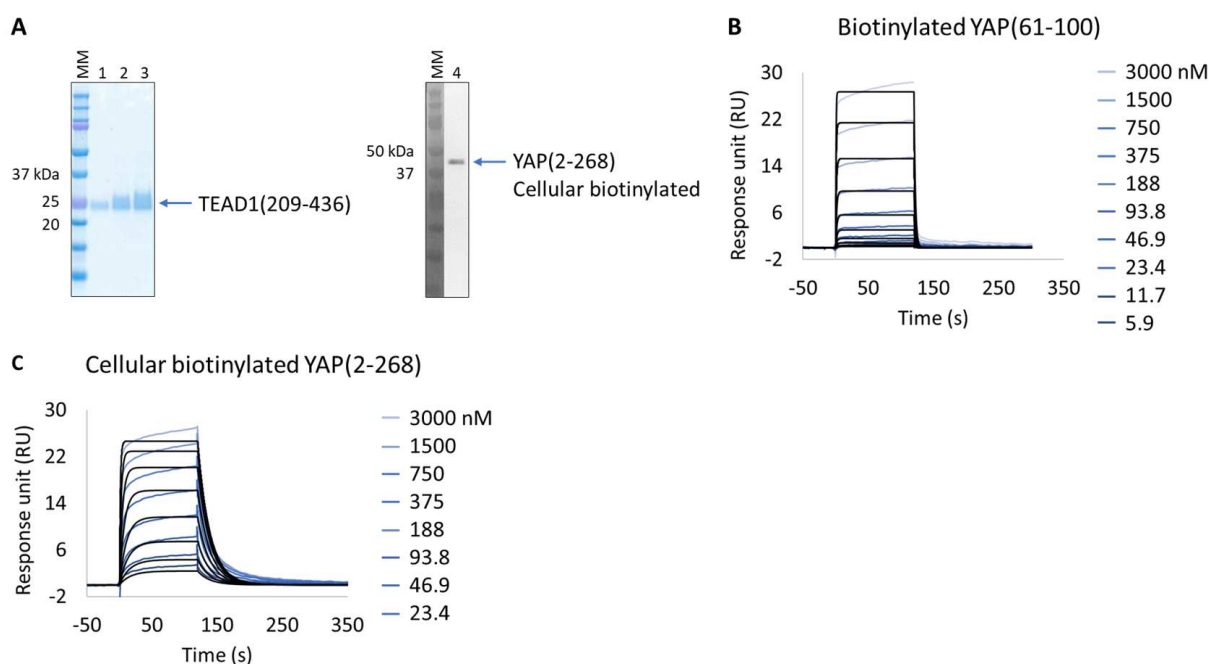 A
MM
1
2
3
37 kDa
25
20
TEAD1(209-436)
MM
4
50 kDa
37
YAP(2-268)
Cellular biotinylated
B
Biotinylated YAP(61-100)
Response unit (RU)
30
22
14
6
-2
-50
50
150
250
350
Time (s)
3000 nM
1500
750
375
188
93.8
46.9
23.4
11.7
5.9
C
Cellular biotinylated YAP(2-268)
Response unit (RU)
30
22
14
6
-2
-50
50
150
250
350
Time (s)
3000 nM
1500
750
375
188
93.8
46.9
23.4